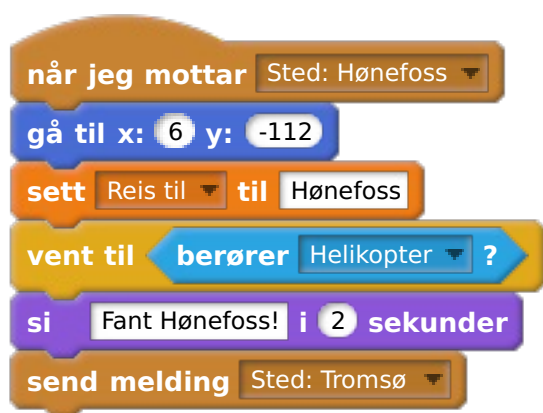 når jeg mottar Sted: Hønefoss
gå til x: 6 y: -112
sett Reis til til Hønefoss
vent til berører Helikopter ?
si Fant Hønefoss! i 2 sekunder
send melding Sted: Tromsø